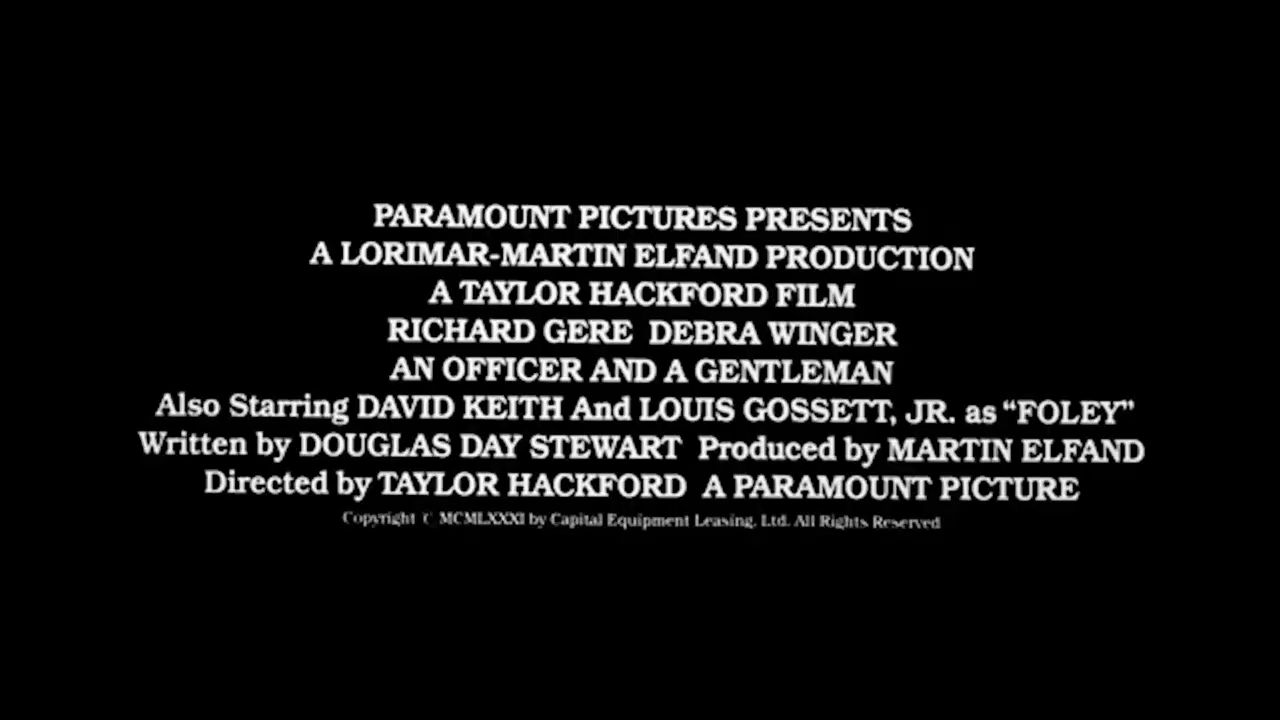 PARAMOUNT PICTURES PRESENTS
A LORIMAR-MARTIN ELFAND PRODUCTION
A TAYLOR HACKFORD FILM
RICHARD GERE DEBRA WINGER
AN OFFICER AND A GENTLEMAN
Also Starring DAVID KEITH And LOUIS GOSSETT, JR. as “FOLEY”
Written by DOUGLAS DAY STEWART Produced by MARTIN ELFAND
Directed by TAYLOR HACKFORD A PARAMOUNT PICTURE
Copyright © MCMLXXXI by Capital Equipment Leasing, Ltd. All Rights Reserved